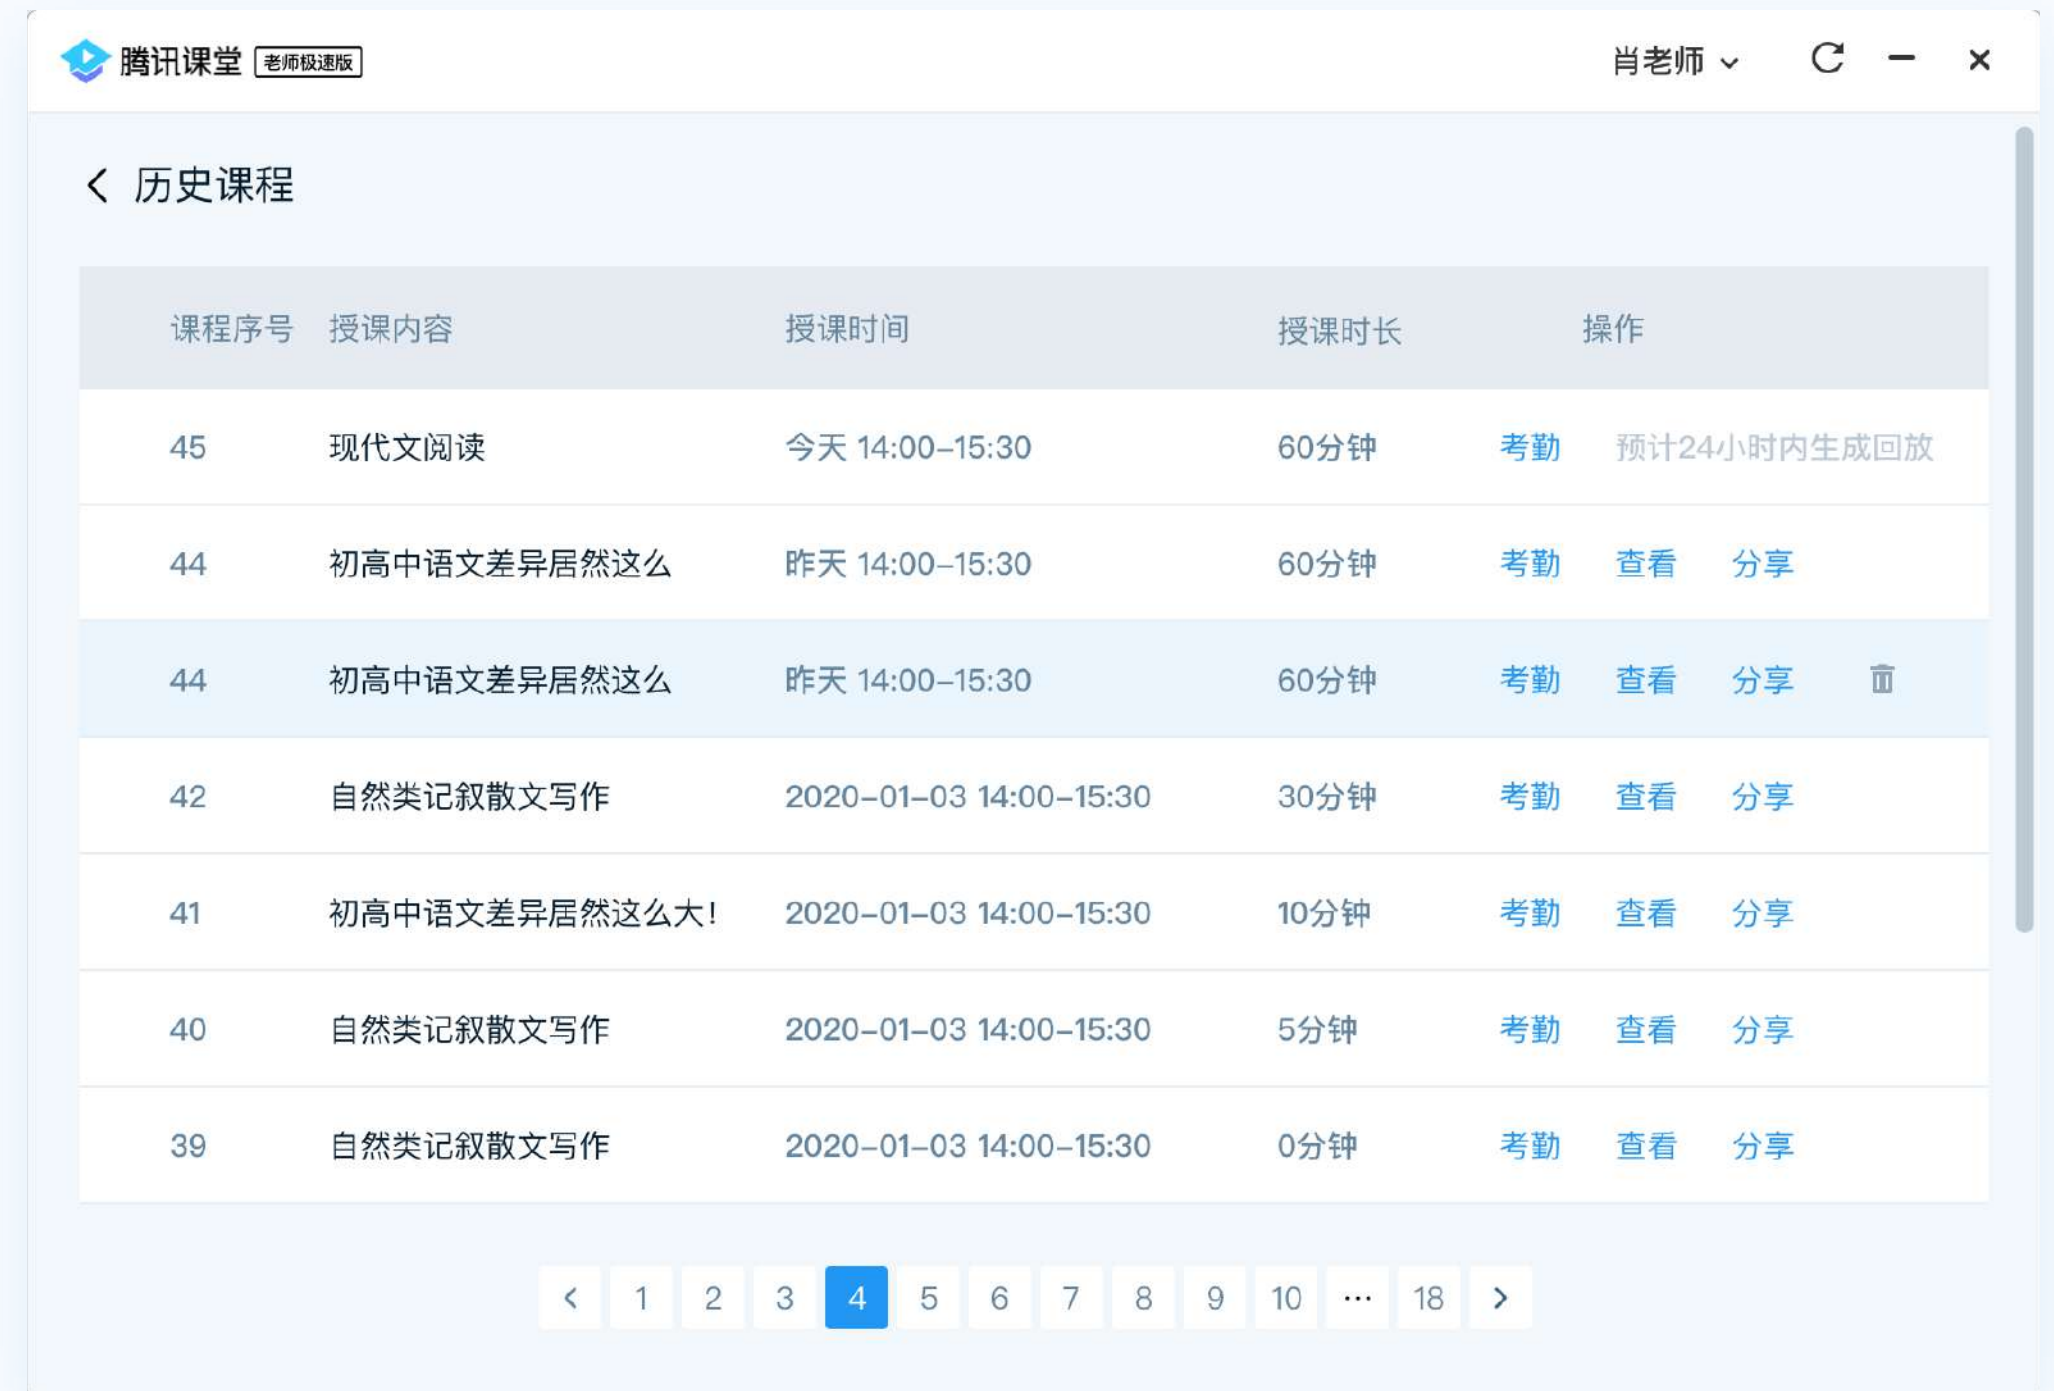 腾讯课堂 老师极速版 肖老师
历史课程
课程序号 授课内容 授课时间 授课时长 操作
45 现代文阅读 今天 14:00-15:30 60分钟 考勤 预计24小时内生成回放
44 初高中语文差异居然这么 昨天 14:00-15:30 60分钟 考勤 查看 分享
44 初高中语文差异居然这么 昨天 14:00-15:30 60分钟 考勤 查看 分享
42 自然类记叙散文写作 2020-01-03 14:00-15:30 30分钟 考勤 查看 分享
41 初高中语文差异居然这么大! 2020-01-03 14:00-15:30 10分钟 考勤 查看 分享
40 自然类记叙散文写作 2020-01-03 14:00-15:30 5分钟 考勤 查看 分享
39 自然类记叙散文写作 2020-01-03 14:00-15:30 0分钟 考勤 查看 分享
1 2 3 4 5 6 7 8 9 10 ··· 18